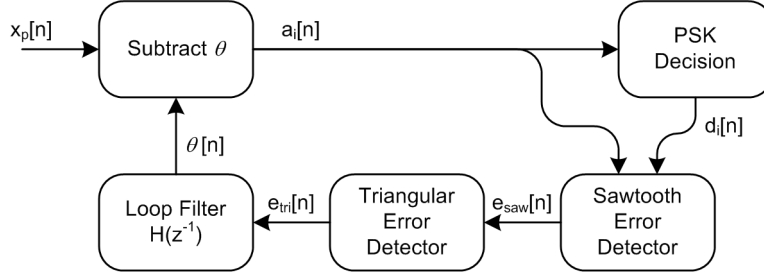 xp[n]
Subtract θ
ai[n]
PSK
Decision
di[n]
θ[n]
Loop Filter
H(z-1)
etri[n]
Triangular
Error
Detector
esaw[n]
Sawtooth
Error
Detector